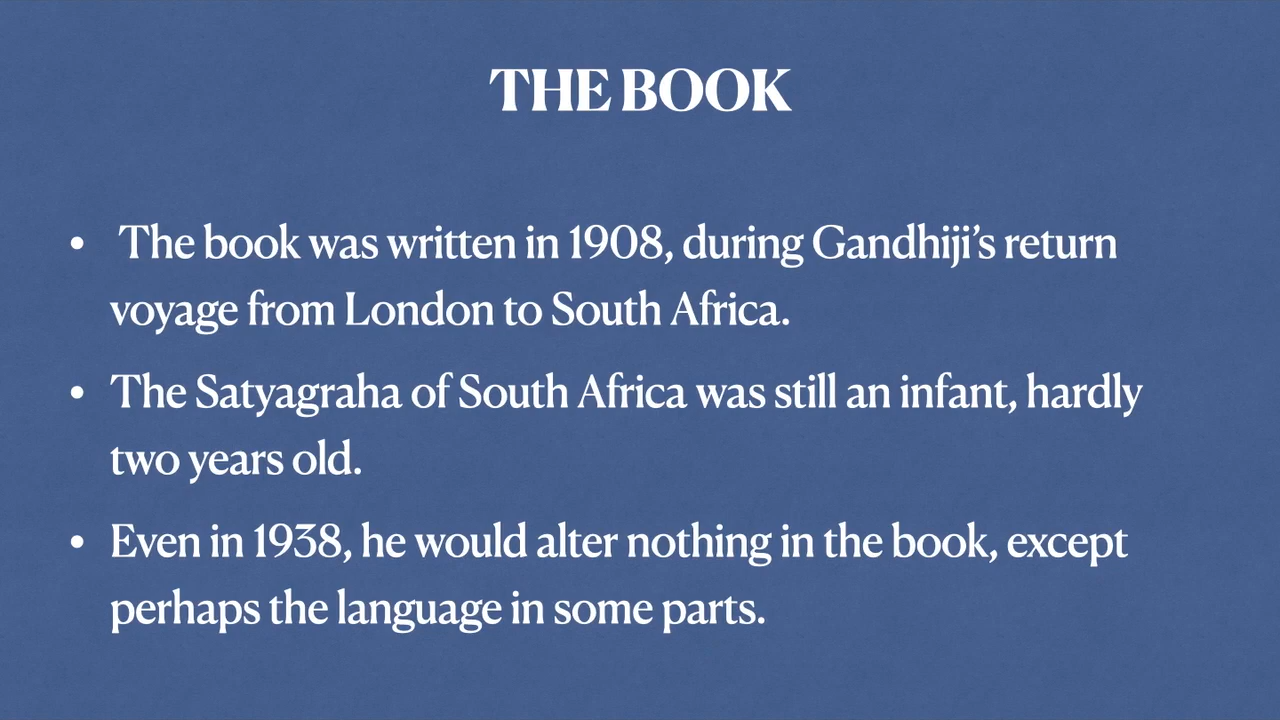 THE BOOK
• The book was written in 1908, during Gandhiji’s return
voyage from London to South Africa.
• The Satyagraha of South Africa was still an infant, hardly
two years old.
• Even in 1938, he would alter nothing in the book, except
perhaps the language in some parts.